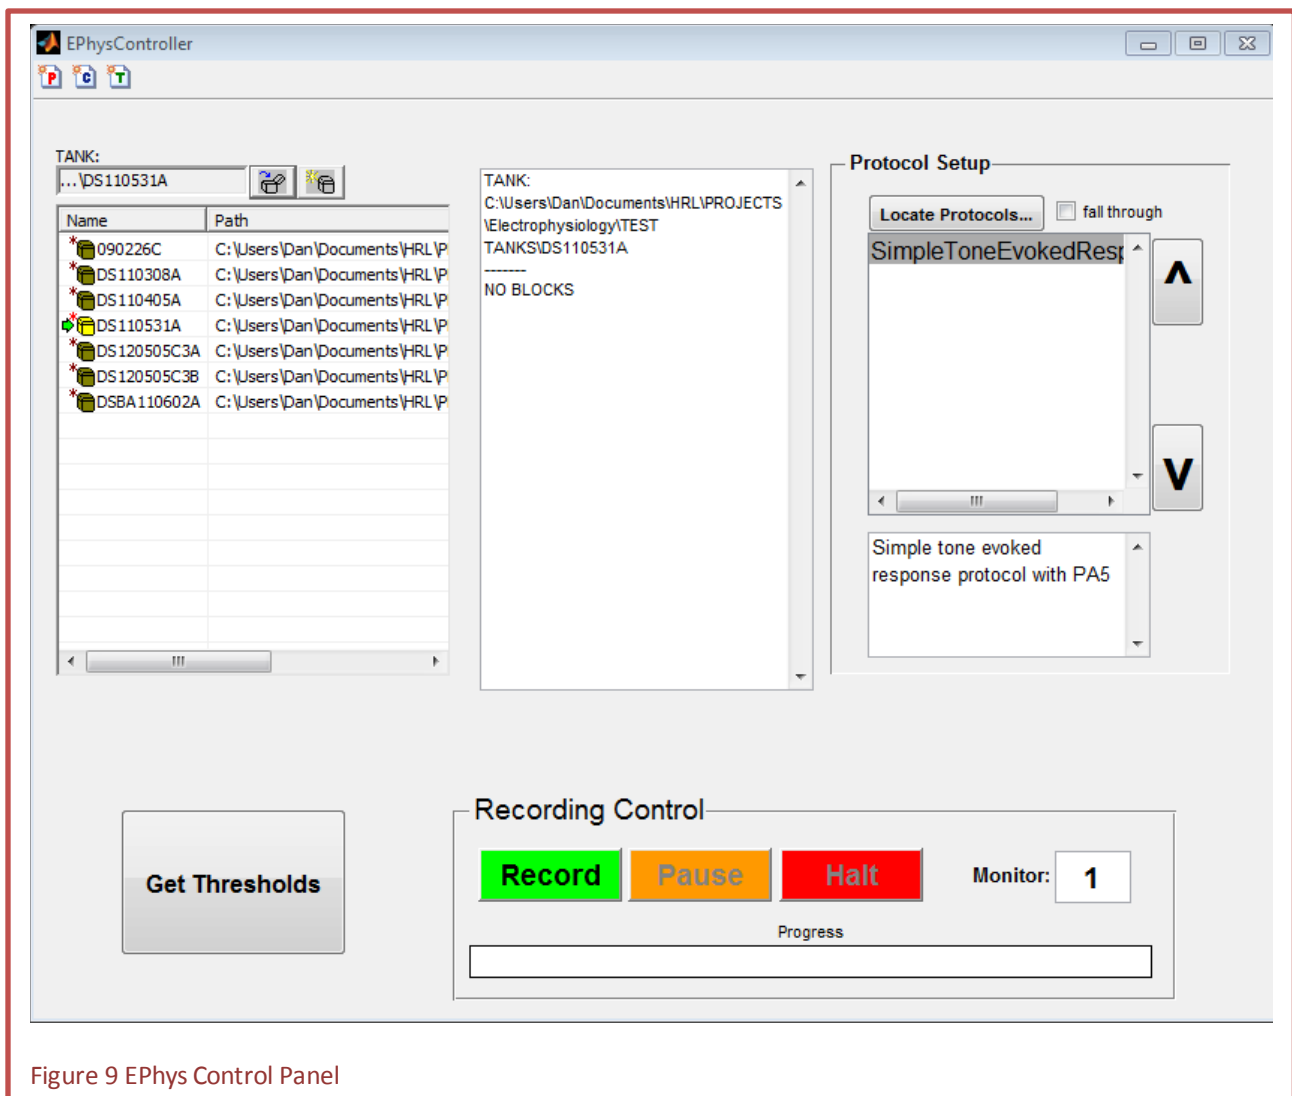 EPhysController
P C T
TANK:
...\DS110531A
Name Path
090226C C:\Users\Dan\Documents\HRL\P
DS110308A C:\Users\Dan\Documents\HRL\P
DS110405A C:\Users\Dan\Documents\HRL\P
DS110531A C:\Users\Dan\Documents\HRL\P
DS120505C3A C:\Users\Dan\Documents\HRL\P
DS120505C3B C:\Users\Dan\Documents\HRL\P
DSBA110602A C:\Users\Dan\Documents\HRL\P
TANK:
C:\Users\Dan\Documents\HRL\PROJECTS
\Electrophysiology\TEST
TANKS\DS110531A
-------
NO BLOCKS
Protocol Setup
Locate Protocols... fall through
SimpleToneEvokedResp
Λ
V
Simple tone evoked
response protocol with PA5
Get Thresholds
Recording Control
Record Pause Halt Monitor: 1
Progress
Figure 9 EPhys Control Panel